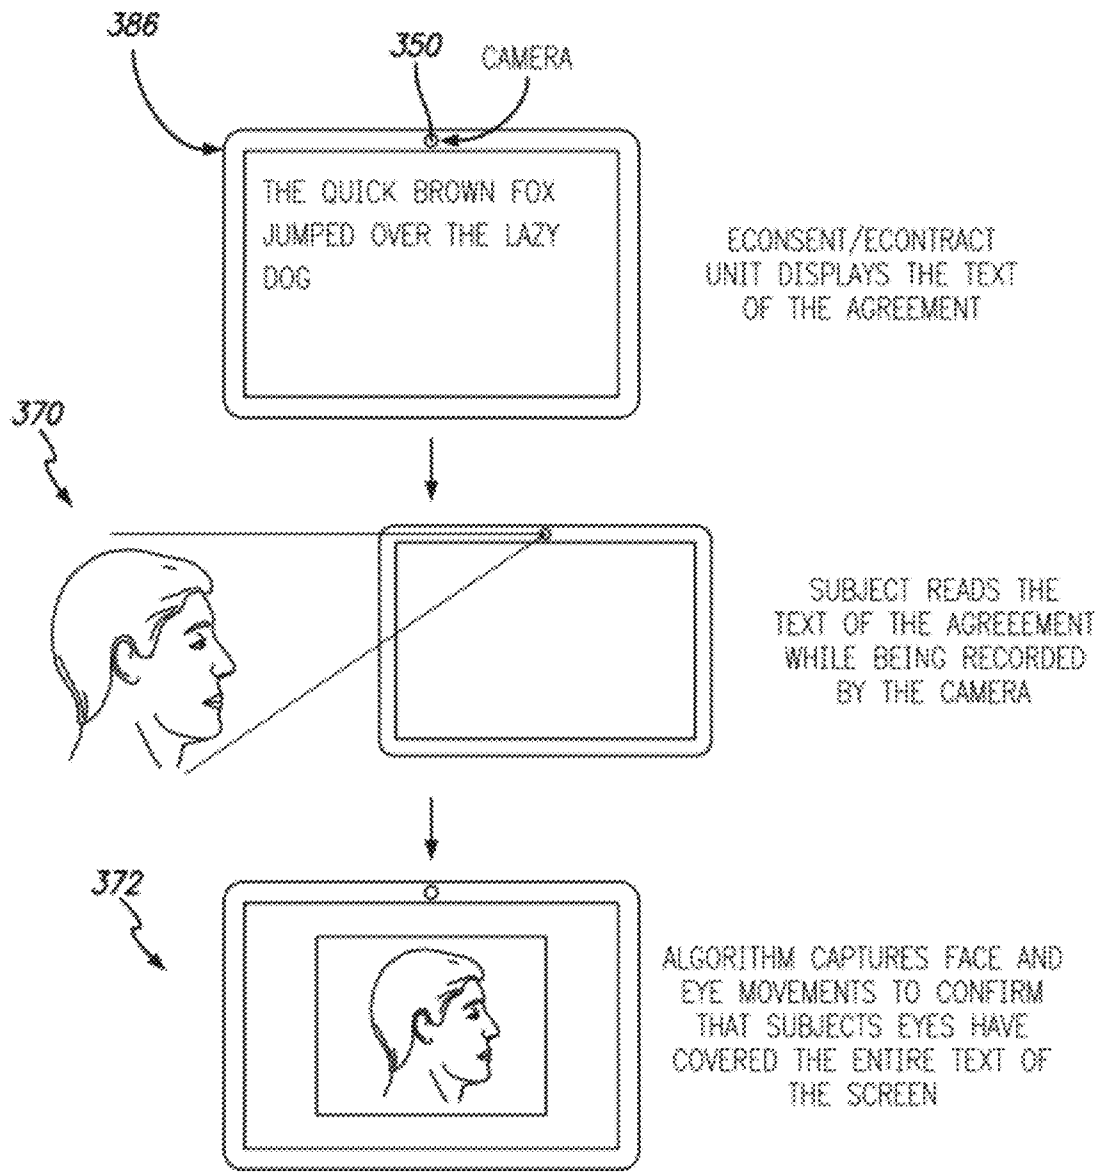 386
350
CAMERA
THE QUICK BROWN FOX
JUMPED OVER THE LAZY
DOG
ECONSENT/ECONTRACT
UNIT DISPLAYS THE TEXT
OF THE AGREEMENT
370
SUBJECT READS THE
TEXT OF THE AGREEEMENT
WHILE BEING RECORDED
BY THE CAMERA
372
ALGORITHM CAPTURES FACE AND
EYE MOVEMENTS TO CONFIRM
THAT SUBJECTS EYES HAVE
COVERED THE ENTIRE TEXT OF
THE SCREEN